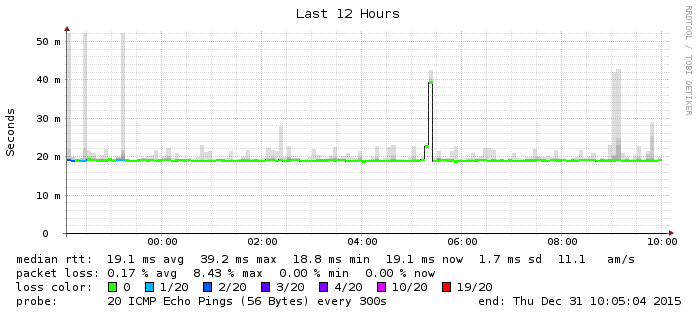 Last 12 Hours
RRDTOOL / TOBI OETIKER
Seconds
50 m
40 m
30 m
20 m
10 m
0
00:00 02:00 04:00 06:00 08:00 10:00
median rtt: 19.1 ms avg 39.2 ms max 18.8 ms min 19.1 ms now 1.7 ms sd 11.1 am/s
packet loss: 0.17 % avg 8.43 % max 0.00 % min 0.00 % now
loss color: 0 1/20 2/20 3/20 4/20 10/20 19/20
probe: 20 ICMP Echo Pings (56 Bytes) every 300s end: Thu Dec 31 10:05:04 2015